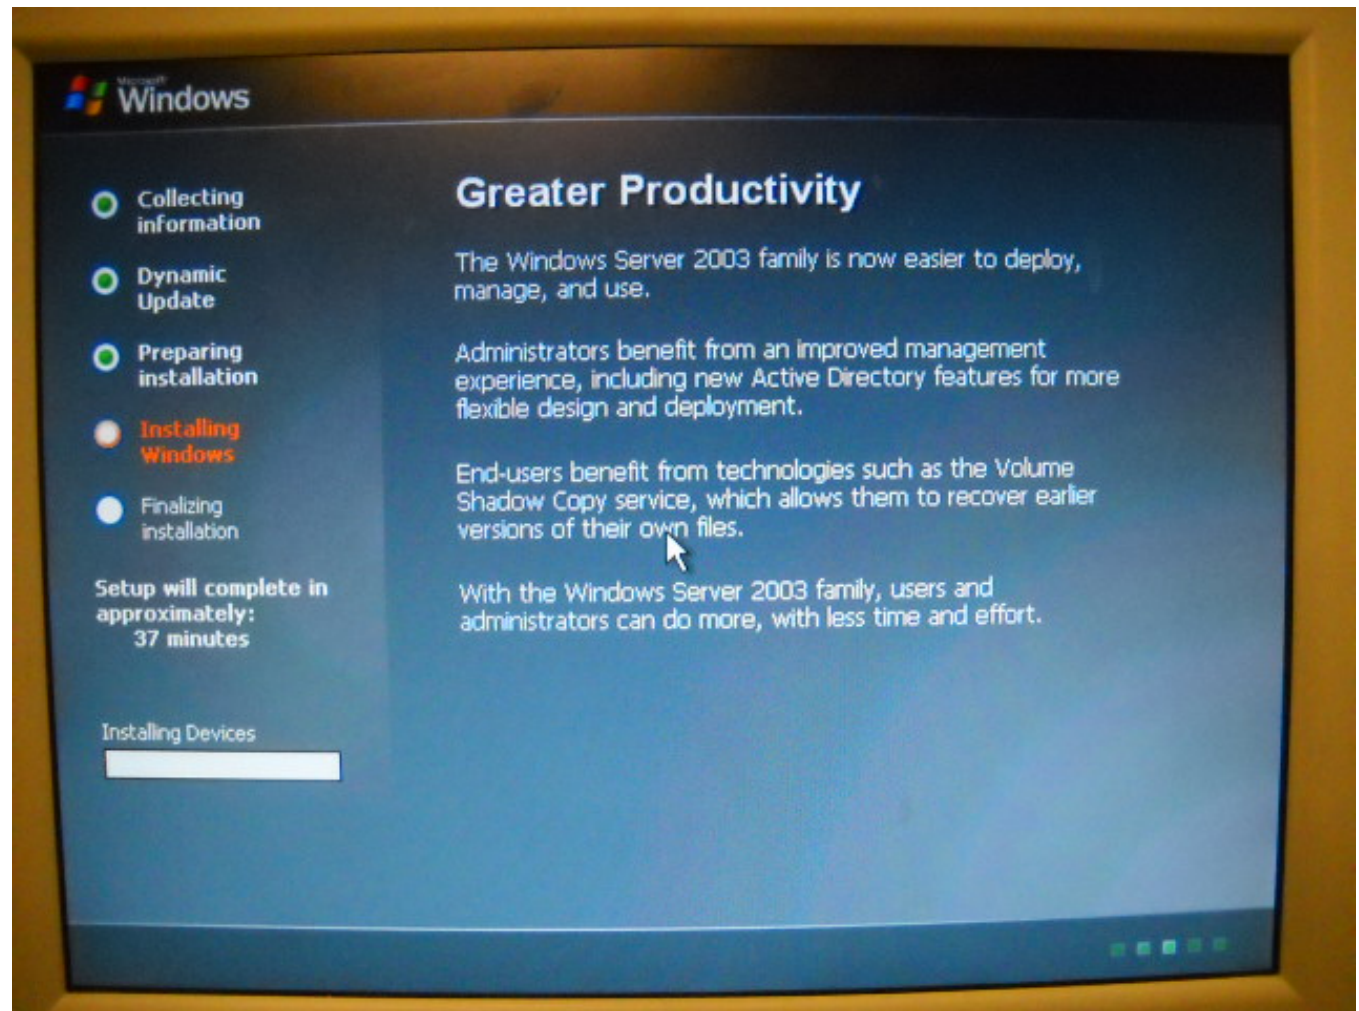 Microsoft
Windows
Collecting
information
Dynamic
Update
Preparing
installation
Installing
Windows
Finalizing
installation
Setup will complete in
approximately:
37 minutes
Installing Devices
Greater Productivity
The Windows Server 2003 family is now easier to deploy,
manage, and use.
Administrators benefit from an improved management
experience, including new Active Directory features for more
flexible design and deployment.
End-users benefit from technologies such as the Volume
Shadow Copy service, which allows them to recover earlier
versions of their own files.
With the Windows Server 2003 family, users and
administrators can do more, with less time and effort.